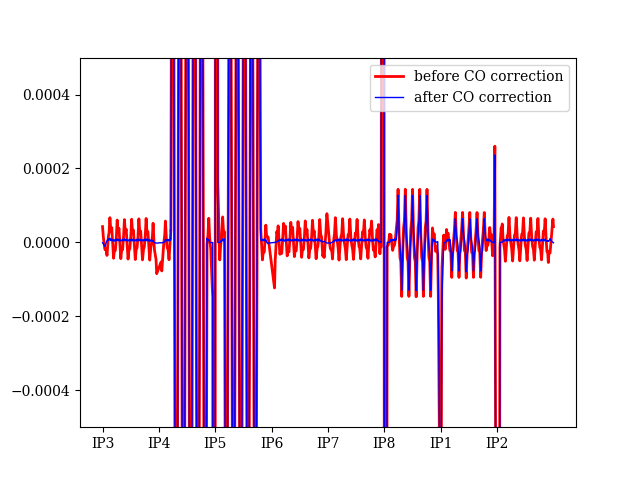 before CO correction
after CO correction
0.0004
0.0002
0.0000
−0.0002
−0.0004
IP3 IP4 IP5 IP6 IP7 IP8 IP1 IP2